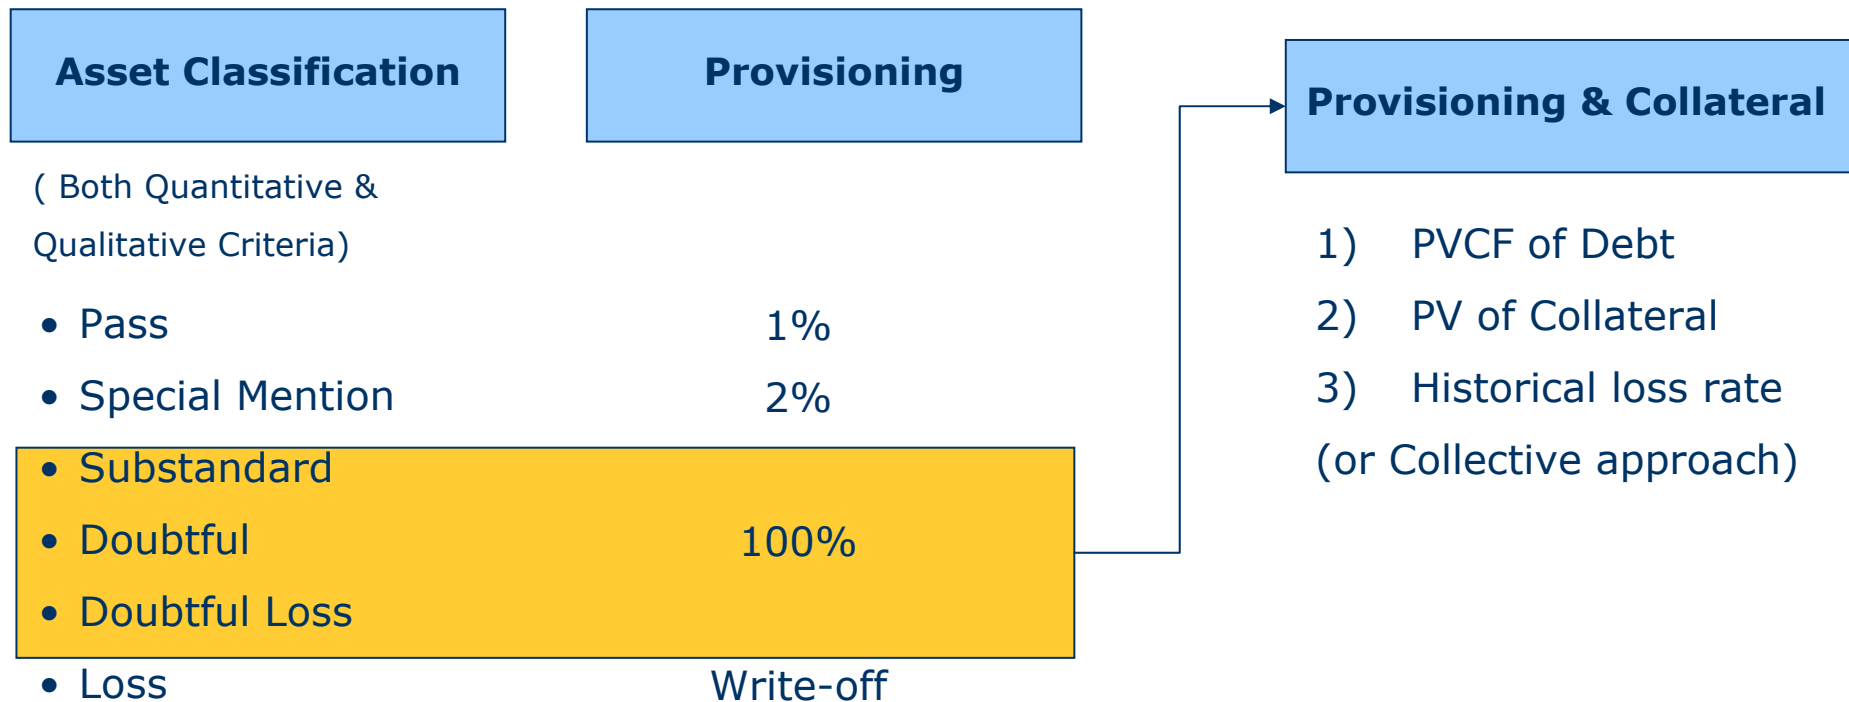 Asset Classification
Provisioning
Provisioning & Collateral
( Both Quantitative &
Qualitative Criteria)
• Pass 1%
• Special Mention 2%
• Substandard
• Doubtful 100%
• Doubtful Loss
• Loss Write-off
1) PVCF of Debt
2) PV of Collateral
3) Historical loss rate
(or Collective approach)